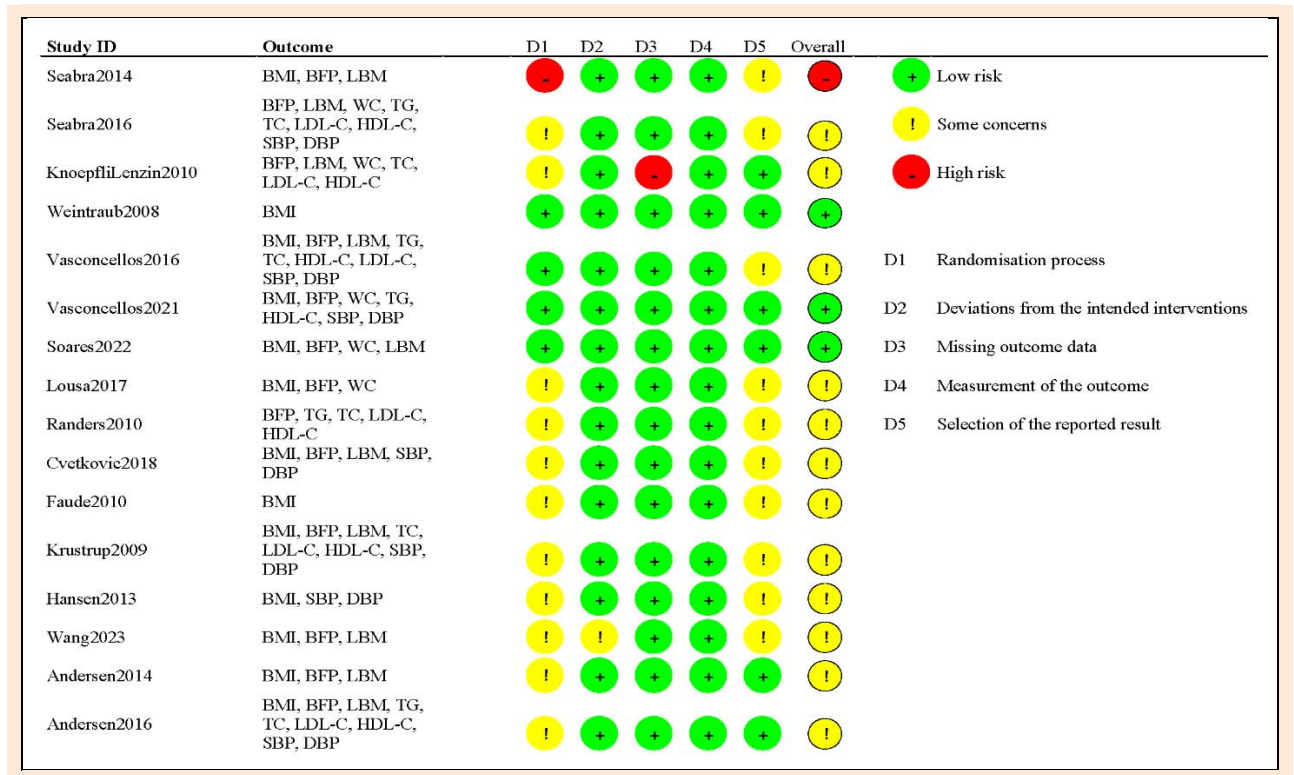 Study ID Outcome D1 D2 D3 D4 D5 Overall
Seabra2014 BMI, BFP, LBM - + + + ! - + Low risk
BFP, LBM, WC, TG,
Seabra2016 TC, LDL-C, HDL-C, ! + + + ! ! ! Some concerns
SBP, DBP
BFP, LBM, WC, TC,
KnoepfliLenzin2010 ! + - + + ! - High risk
LDL-C, HDL-C
Weintraub2008 BMI + + + + + +
BMI, BFP, LBM, TG,
Vasconcellos2016 TC, HDL-C, LDL-C, + + + + ! ! D1 Randomisation process
SBP, DBP
BMI, BFP, WC, TG,
Vasconcellos2021 + + + + + + D2 Deviations from the intended interventions
HDL-C, SBP, DBP
Soares2022 BMI, BFP, WC, LBM + + + + + + D3 Missing outcome data
Lousa2017 BMI, BFP, WC ! + + + ! ! D4 Measurement of the outcome
BFP, TG, TC, LDL-C,
Randers2010 ! + + + ! ! D5 Selection of the reported result
HDL-C
BMI, BFP, LBM, SBP,
Cvetkovic2018 ! + + + ! !
DBP
Faude2010 BMI ! + + + ! !
BMI, BFP, LBM, TC,
Krustrup2009 LDL-C, HDL-C, SBP, ! + + + ! !
DBP
Hansen2013 BMI, SBP, DBP ! + + + ! !
Wang2023 BMI, BFP, LBM ! ! + + ! !
Andersen2014 BMI, BFP, LBM ! + + + + !
BMI, BFP, LBM, TG,
Andersen2016 TC, LDL-C, HDL-C, ! + + + + !
SBP, DBP